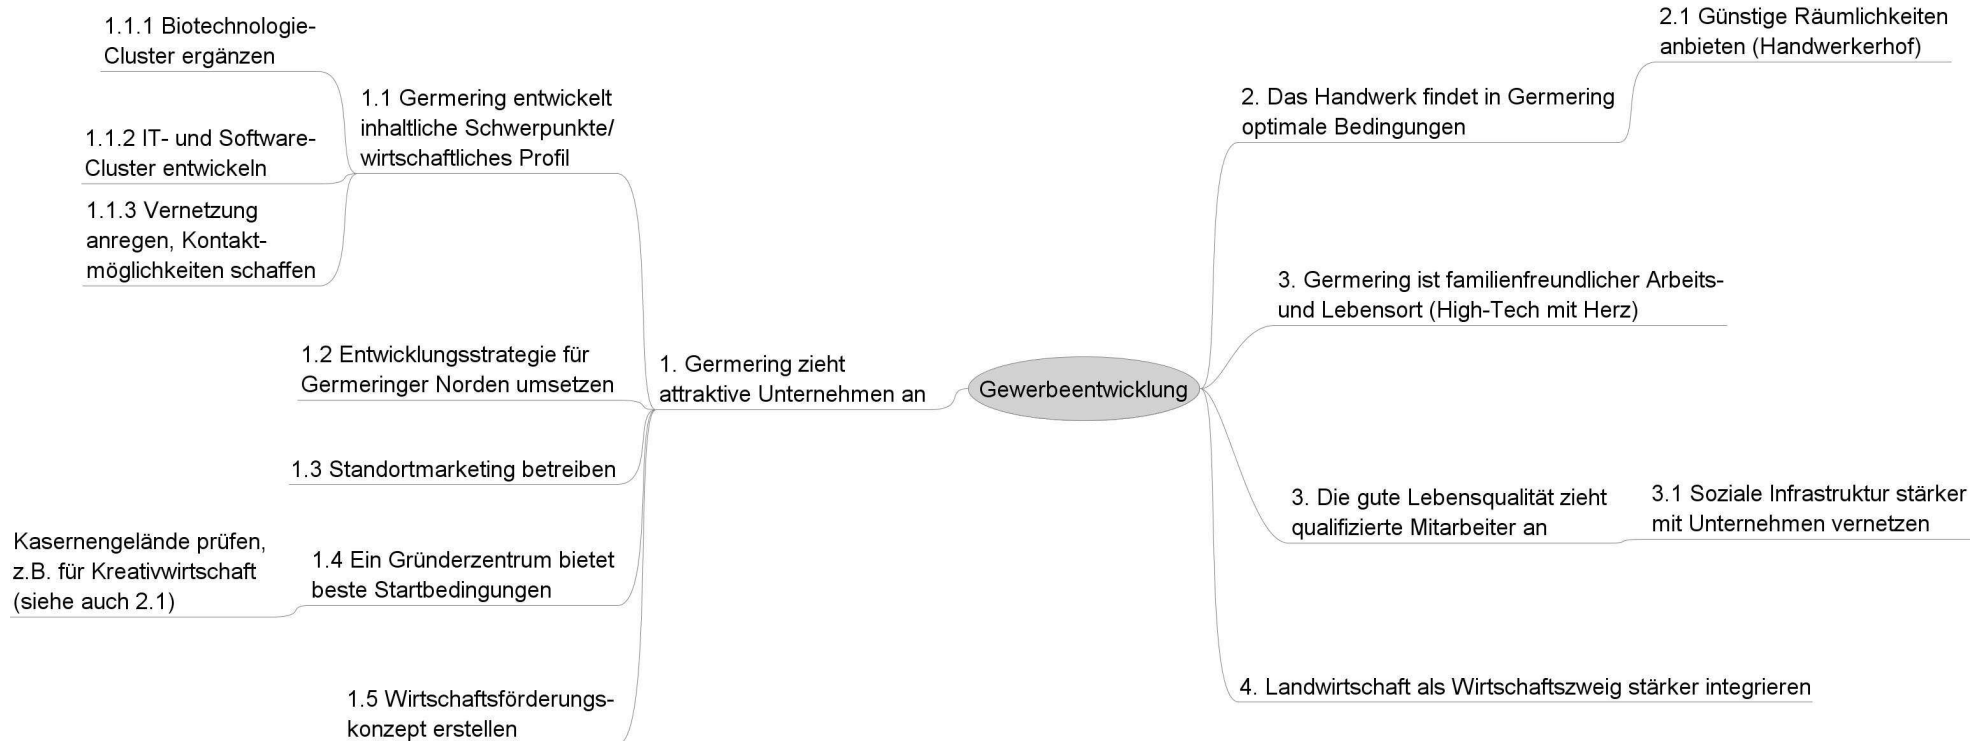 1.1.1 Biotechnologie-
Cluster ergänzen
1.1 Germering entwickelt
inhaltliche Schwerpunkte/
wirtschaftliches Profil
1.1.2 IT- und Software-
Cluster entwickeln
1.1.3 Vernetzung
anregen, Kontakt-
möglichkeiten schaffen
1.2 Entwicklungsstrategie für
Germeringer Norden umsetzen
1.3 Standortmarketing betreiben
Kasernengelände prüfen,
z.B. für Kreativwirtschaft
(siehe auch 2.1)
1.4 Ein Gründerzentrum bietet
beste Startbedingungen
1.5 Wirtschaftsförderungs-
konzept erstellen
1. Germering zieht
attraktive Unternehmen an
Gewerbeentwicklung
2. Das Handwerk findet in Germering
optimale Bedingungen
2.1 Günstige Räumlichkeiten
anbieten (Handwerkerhof)
3. Germering ist familienfreundlicher Arbeits-
und Lebensort (High-Tech mit Herz)
3. Die gute Lebensqualität zieht
qualifizierte Mitarbeiter an
3.1 Soziale Infrastruktur stärker
mit Unternehmen vernetzen
4. Landwirtschaft als Wirtschaftszweig stärker integrieren